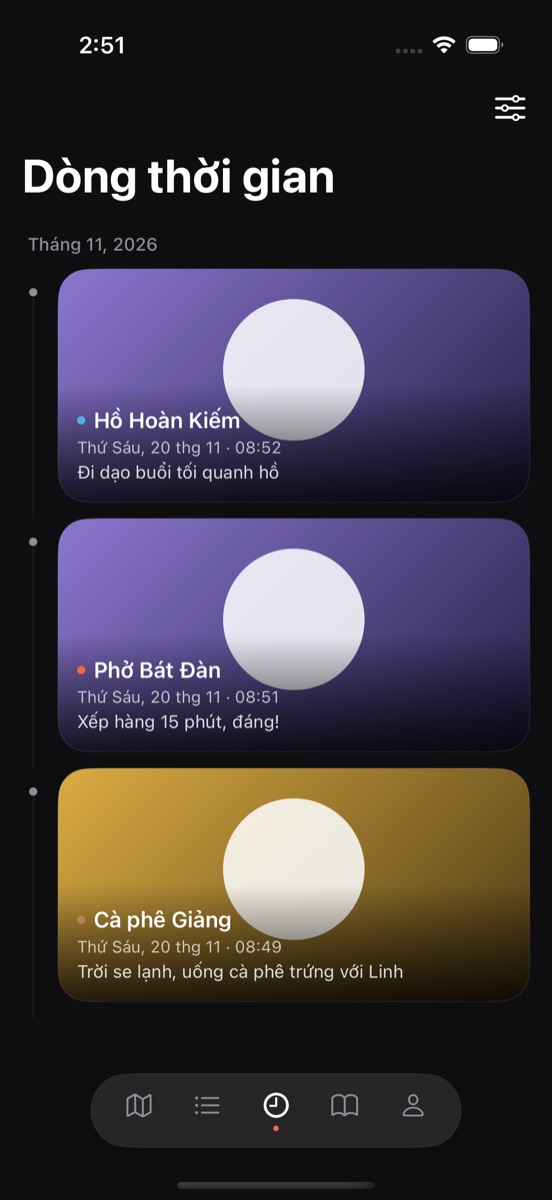 2:51
Dòng thời gian
Tháng 11, 2026
Hồ Hoàn Kiếm
Thứ Sáu, 20 thg 11 · 08:52
Đi dạo buổi tối quanh hồ
Phở Bát Đàn
Thứ Sáu, 20 thg 11 · 08:51
Xếp hàng 15 phút, đáng!
Cà phê Giảng
Thứ Sáu, 20 thg 11 · 08:49
Trời se lạnh, uống cà phê trứng với Linh